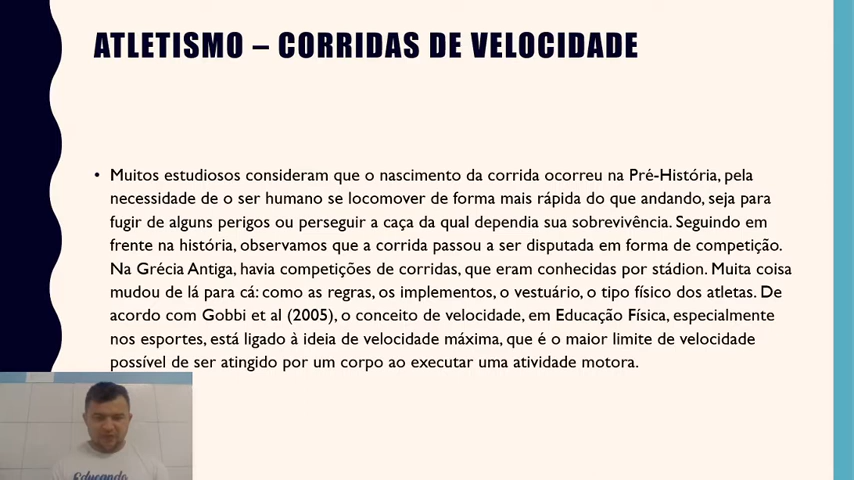 ATLETISMO – CORRIDAS DE VELOCIDADE
• Muitos estudiosos consideram que o nascimento da corrida ocorreu na Pré-História, pela
necessidade de o ser humano se locomover de forma mais rápida do que andando, seja para
fugir de alguns perigos ou perseguir a caça da qual dependia sua sobrevivência. Seguindo em
frente na história, observamos que a corrida passou a ser disputada em forma de competição.
Na Grécia Antiga, havia competições de corridas, que eram conhecidas por stádion. Muita coisa
mudou de lá para cá: como as regras, os implementos, o vestuário, o tipo físico dos atletas. De
acordo com Gobbi et al (2005), o conceito de velocidade, em Educação Física, especialmente
nos esportes, está ligado à ideia de velocidade máxima, que é o maior limite de velocidade
possível de ser atingido por um corpo ao executar uma atividade motora.
Educando